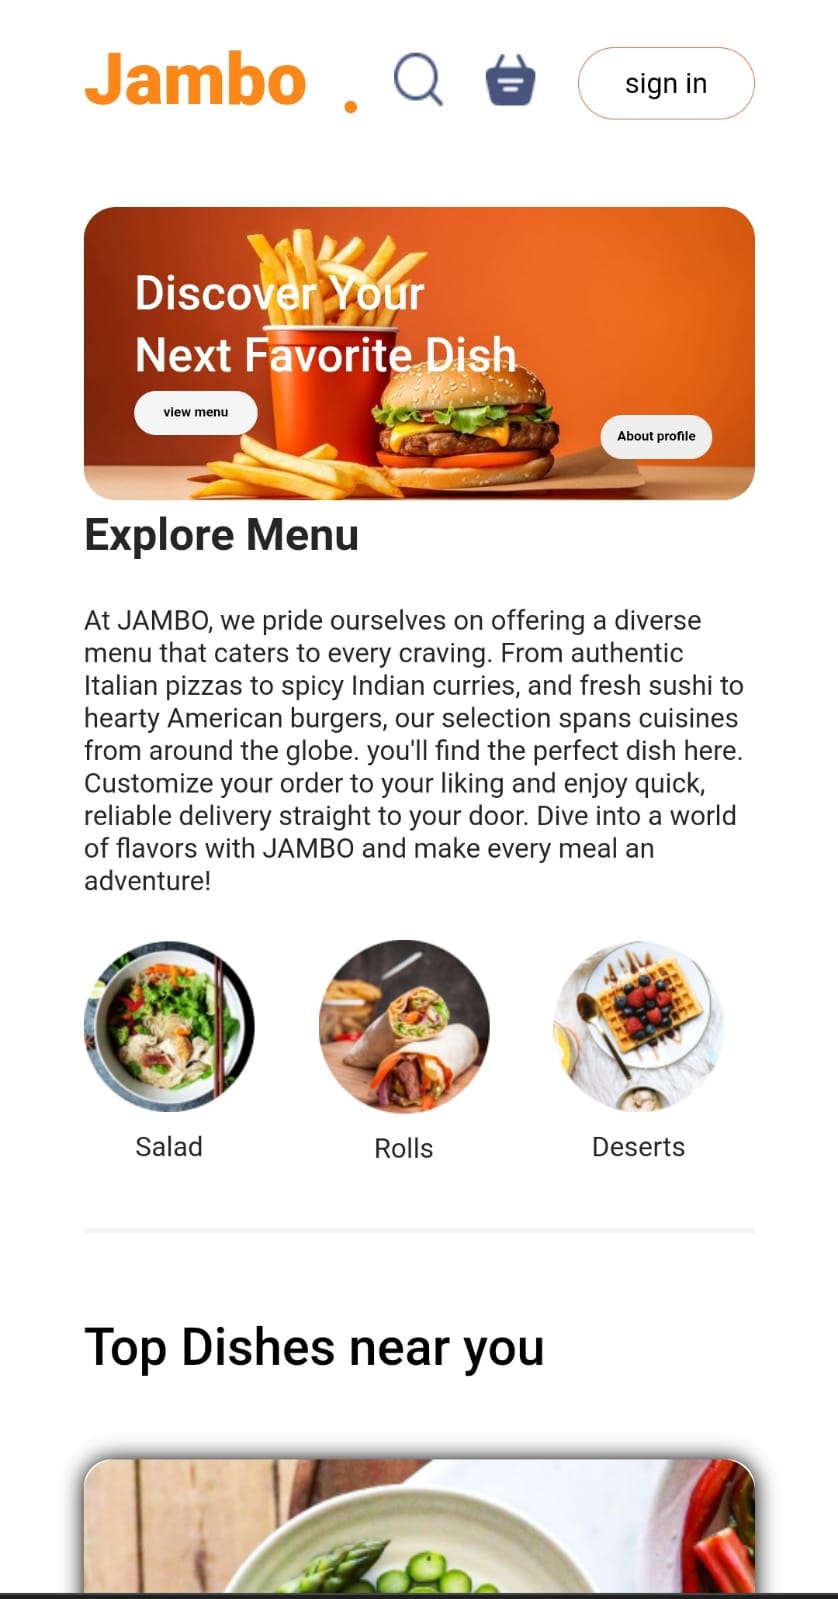 Jambo .
sign in
Discover Your
Next Favorite Dish
view menu
About profile
Explore Menu
At JAMBO, we pride ourselves on offering a diverse
menu that caters to every craving. From authentic
Italian pizzas to spicy Indian curries, and fresh sushi to
hearty American burgers, our selection spans cuisines
from around the globe. you'll find the perfect dish here.
Customize your order to your liking and enjoy quick,
reliable delivery straight to your door. Dive into a world
of flavors with JAMBO and make every meal an
adventure!
Salad
Rolls
Deserts
Top Dishes near you